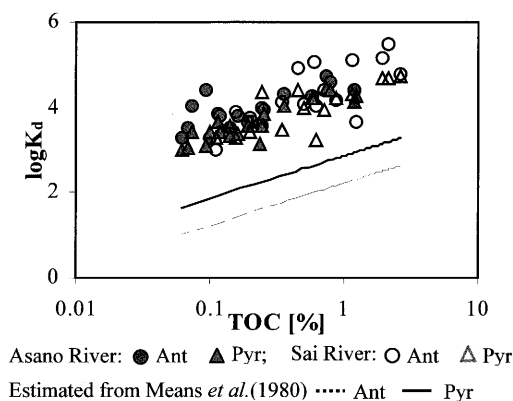 6
4
2
0
logKd
0.01 0.1 1 10
TOC [%]
Asano River: Ant Pyr; Sai River: Ant Pyr
Estimated from Means et al.(1980) Ant Pyr